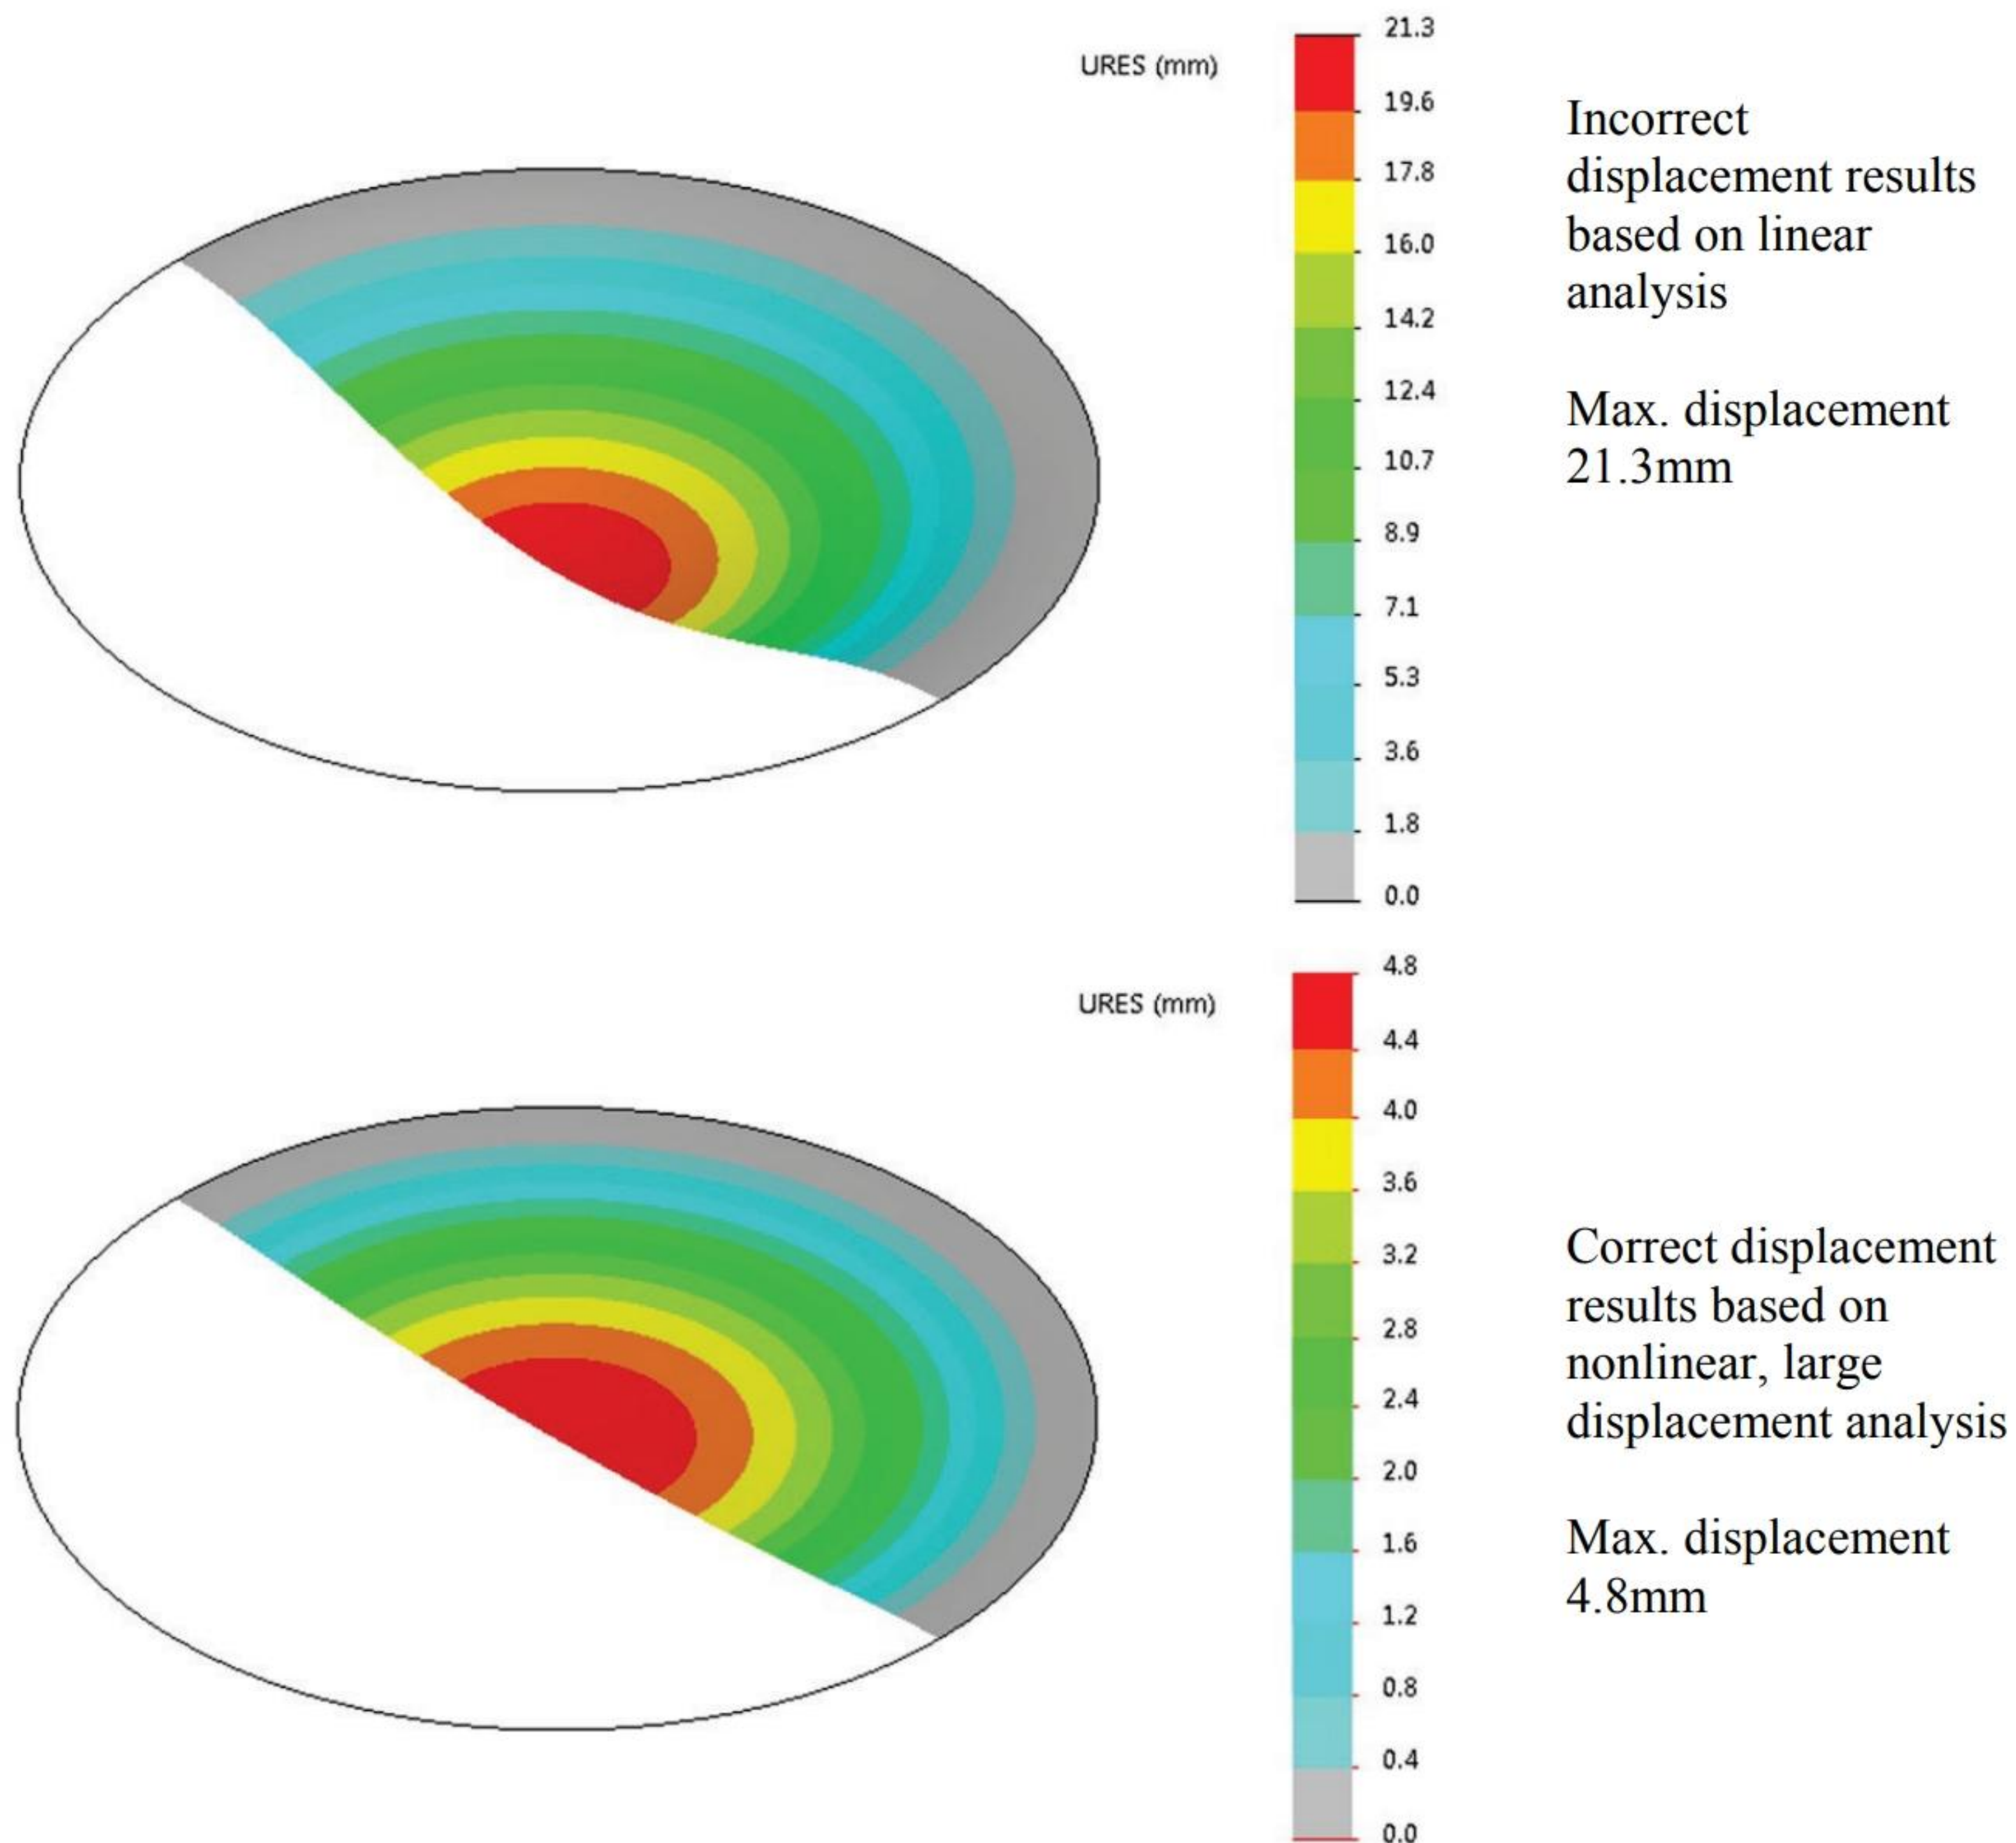 URES (mm)
21.3
19.6
17.8
16.0
14.2
12.4
10.7
8.9
7.1
5.3
3.6
1.8
0.0
Incorrect
displacement results
based on linear
analysis
Max. displacement
21.3mm
URES (mm)
4.8
4.4
4.0
3.6
3.2
2.8
2.4
2.0
1.6
1.2
0.8
0.4
0.0
Correct displacement
results based on
nonlinear, large
displacement analysis
Max. displacement
4.8mm